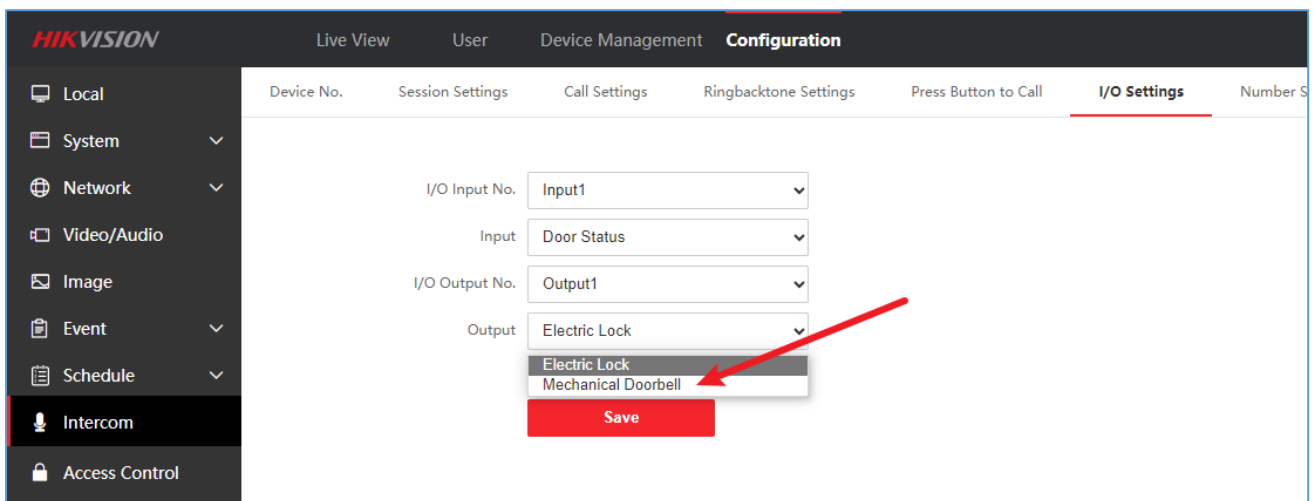 HIKVISION Live View User Device Management Configuration
Local Device No. Session Settings Call Settings Ringbacktone Settings Press Button to Call I/O Settings Number S
System
Network I/O Input No. Input1
Video/Audio Input Door Status
Image I/O Output No. Output1
Event Output Electric Lock
Electric Lock
Schedule Mechanical Doorbell
Intercom Save
Access Control